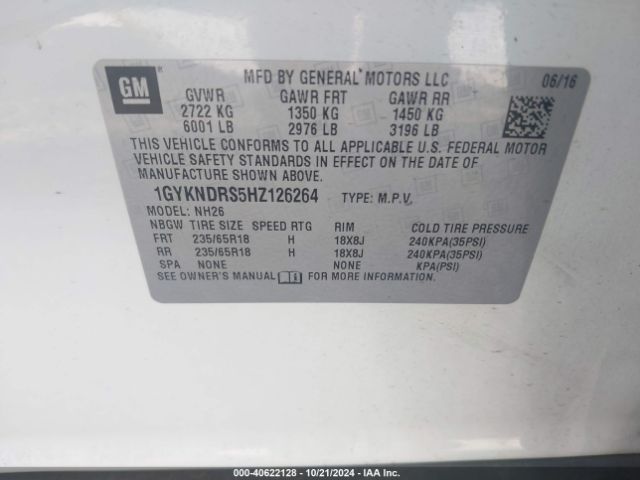 GM
MFD BY GENERAL MOTORS LLC 06/16
GVWR GAWR FRT GAWR RR
2722 KG 1350 KG 1450 KG
6001 LB 2976 LB 3196 LB
THIS VEHICLE CONFORMS TO ALL APPLICABLE U.S. FEDERAL MOTOR
VEHICLE SAFETY STANDARDS IN EFFECT ON THE DATE OF
MANUFACTURE SHOWN ABOVE.
1GYKNDRS5HZ126264 TYPE: M.P.V.
MODEL: NH26
NBGW TIRE SIZE SPEED RTG RIM COLD TIRE PRESSURE
FRT 235/65R18 H 18X8J 240KPA(35PSI)
RR 235/65R18 H 18X8J 240KPA(35PSI)
SPA NONE NONE KPA(PSI)
SEE OWNER'S MANUAL FOR MORE INFORMATION.
000-40622128 - 10/21/2024 - IAA Inc.